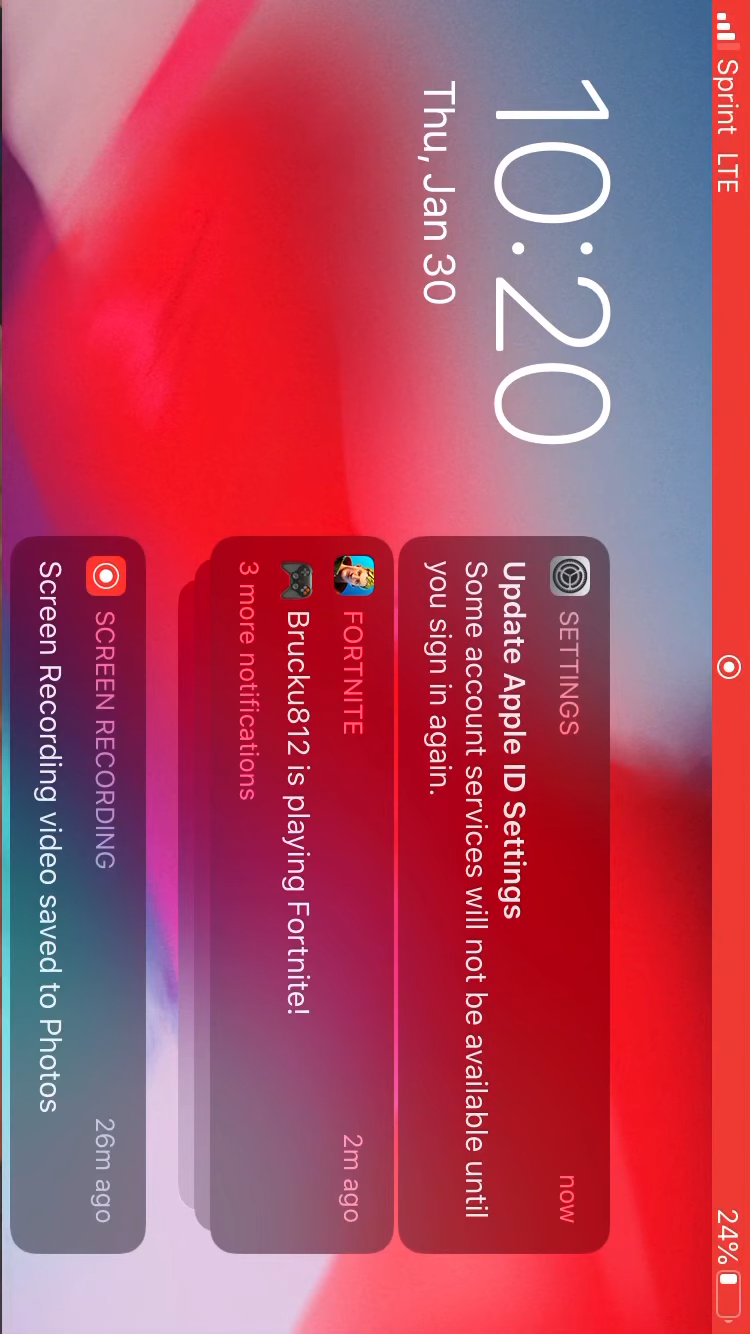 Sprint LTE
24%
10:20
Thu, Jan 30
SETTINGS
now
Update Apple ID Settings
Some account services will not be available until
you sign in again.
FORTNITE
2m ago
Brucku812 is playing Fortnite!
3 more notifications
SCREEN RECORDING
26m ago
Screen Recording video saved to Photos